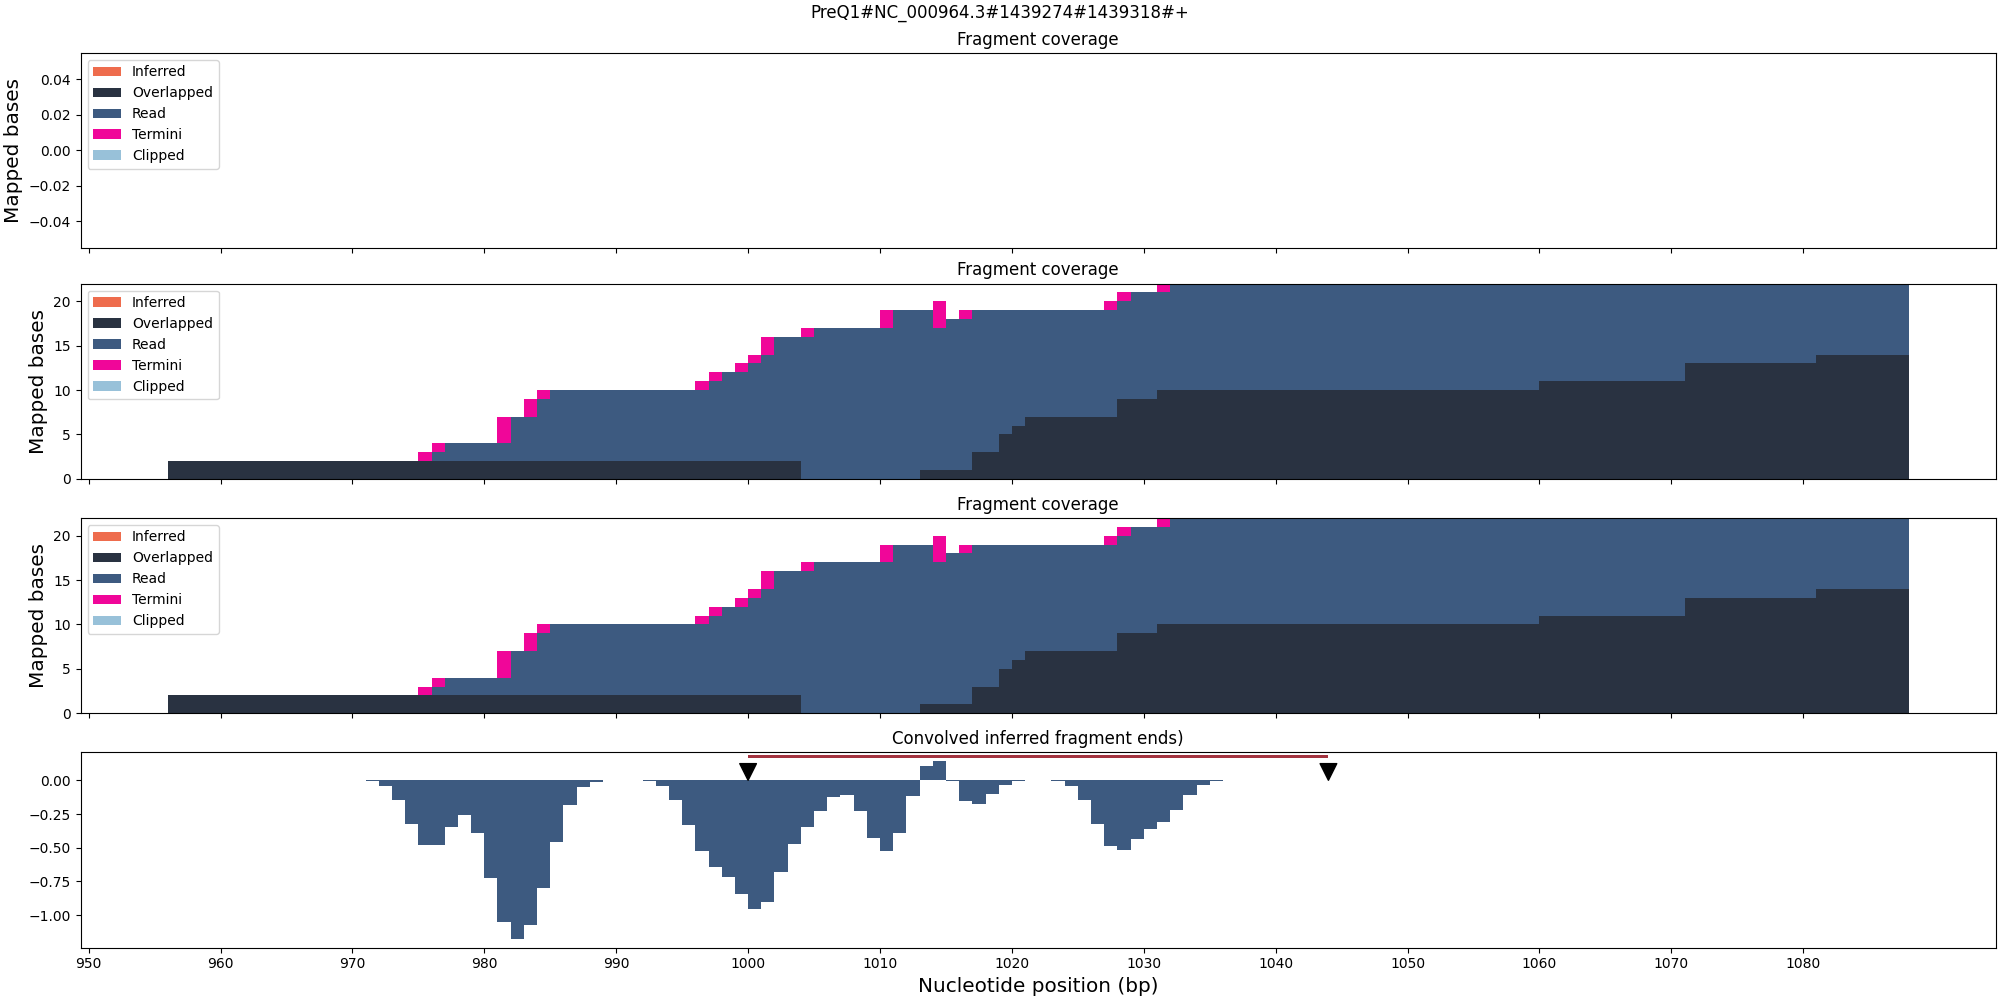 PreQ1#NC_000964.3#1439274#1439318#+
Fragment coverage
Mapped bases
0.04
0.02
0.00
−0.02
−0.04
Inferred
Overlapped
Read
Termini
Clipped
Fragment coverage
Mapped bases
20
15
10
5
0
Inferred
Overlapped
Read
Termini
Clipped
Fragment coverage
Mapped bases
20
15
10
5
0
Inferred
Overlapped
Read
Termini
Clipped
Convolved inferred fragment ends)
0.00
−0.25
−0.50
−0.75
−1.00
950 960 970 980 990 1000 1010 1020 1030 1040 1050 1060 1070 1080
Nucleotide position (bp)